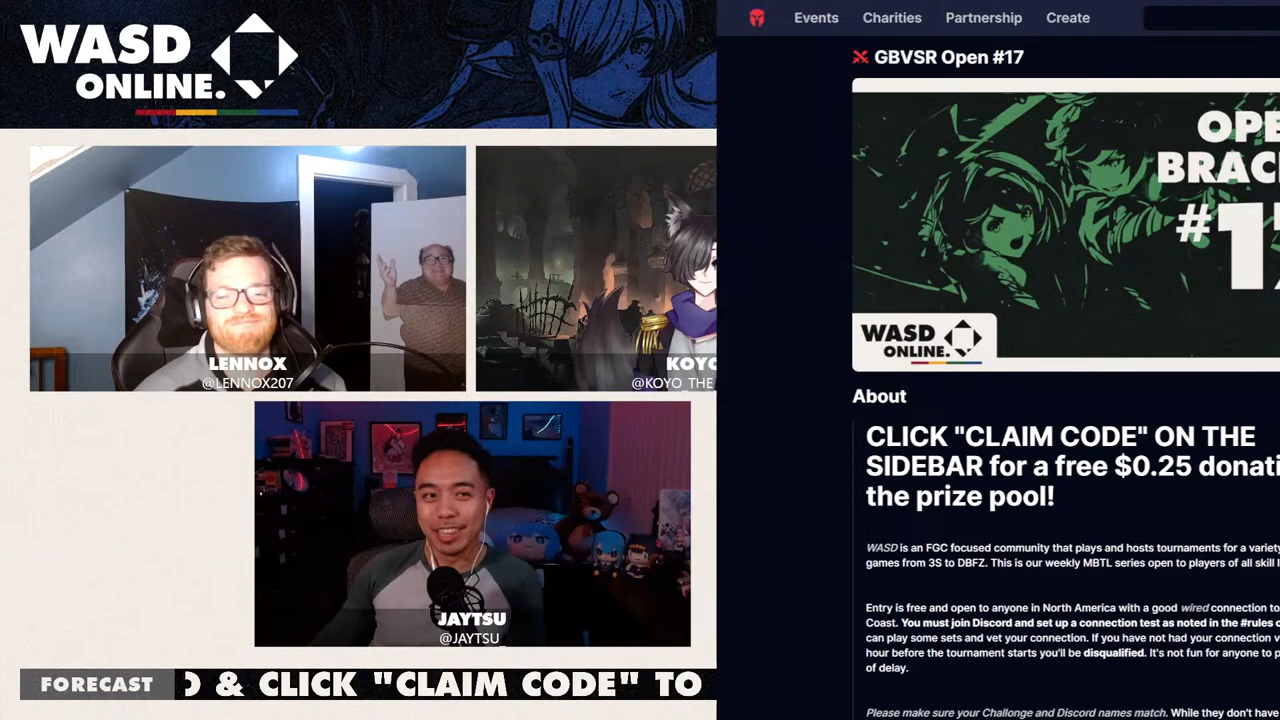 WASD
ONLINE.
LENNOX
@LENNOX207
KOYO
@KOYO_THE
JAYTSU
@JAYTSU_
FORECAST
& CLICK "CLAIM CODE" TO
Events Charities Partnership Create
GBVSR Open #17
OPE
BRAC
#1
WASD
ONLINE.
About
CLICK "CLAIM CODE" ON THE
SIDEBAR for a free $0.25 donati
the prize pool!
WASD is an FGC focused community that plays and hosts tournaments for a variety
games from 3S to DBFZ. This is our weekly MBTL series open to players of all skill l
Entry is free and open to anyone in North America with a good wired connection to
Coast. You must join Discord and set up a connection test as noted in the #rules c
can play some sets and vet your connection. If you have not had your connection v
hour before the tournament starts you'll be disqualified. It's not fun for anyone to p
of delay.
Please make sure your Challonge and Discord names match. While they don't have